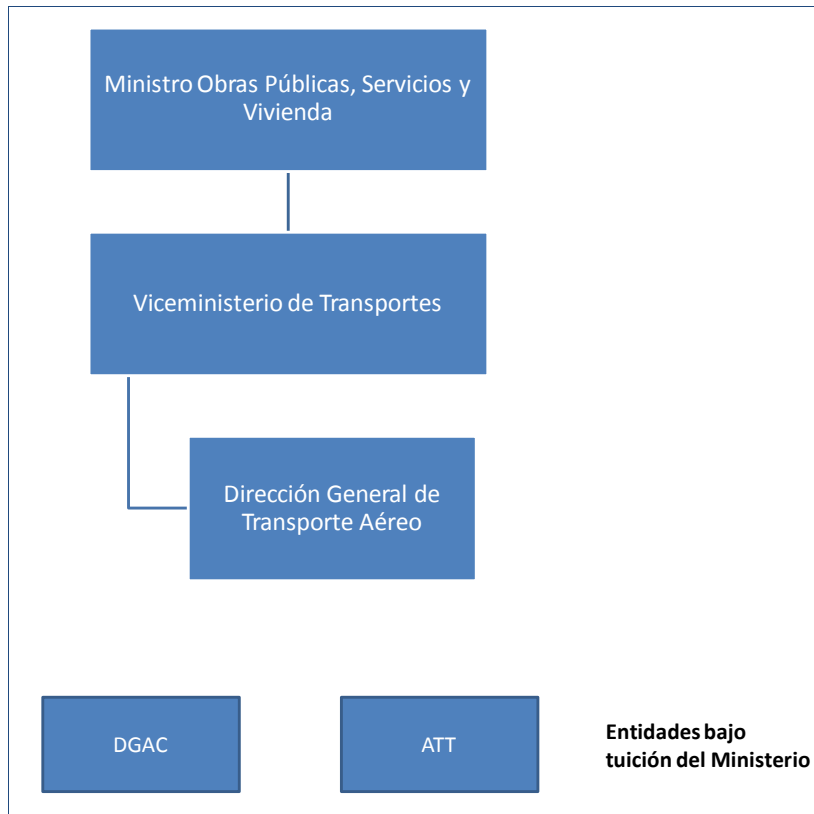 Ministro Obras Públicas, Servicios y
Vivienda
Viceministerio de Transportes
Dirección General de
Transporte Aéreo
DGAC
ATT
Entidades bajo
tuición del Ministerio